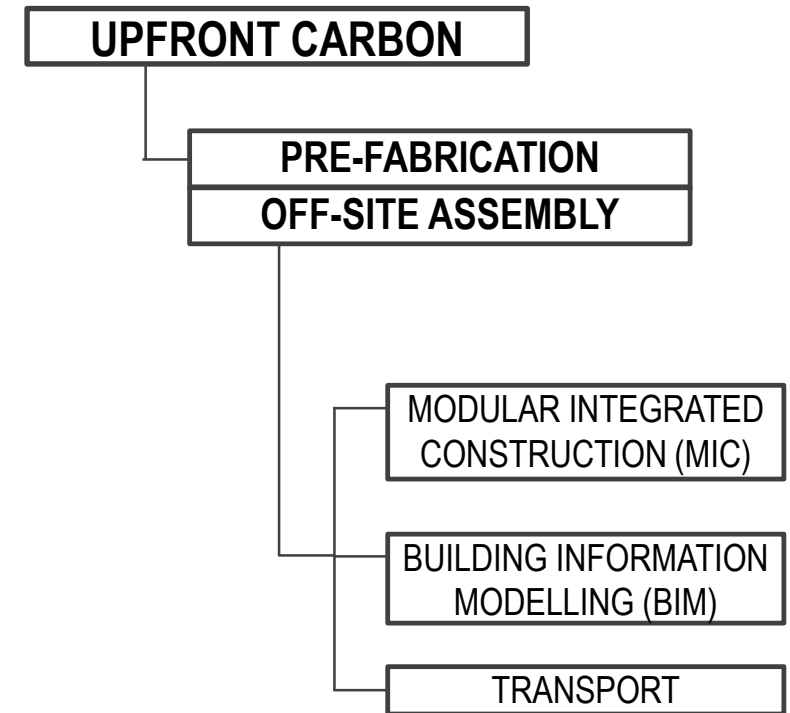 UPFRONT CARBON
PRE-FABRICATION
OFF-SITE ASSEMBLY
MODULAR INTEGRATED
CONSTRUCTION (MIC)
BUILDING INFORMATION
MODELLING (BIM)
TRANSPORT